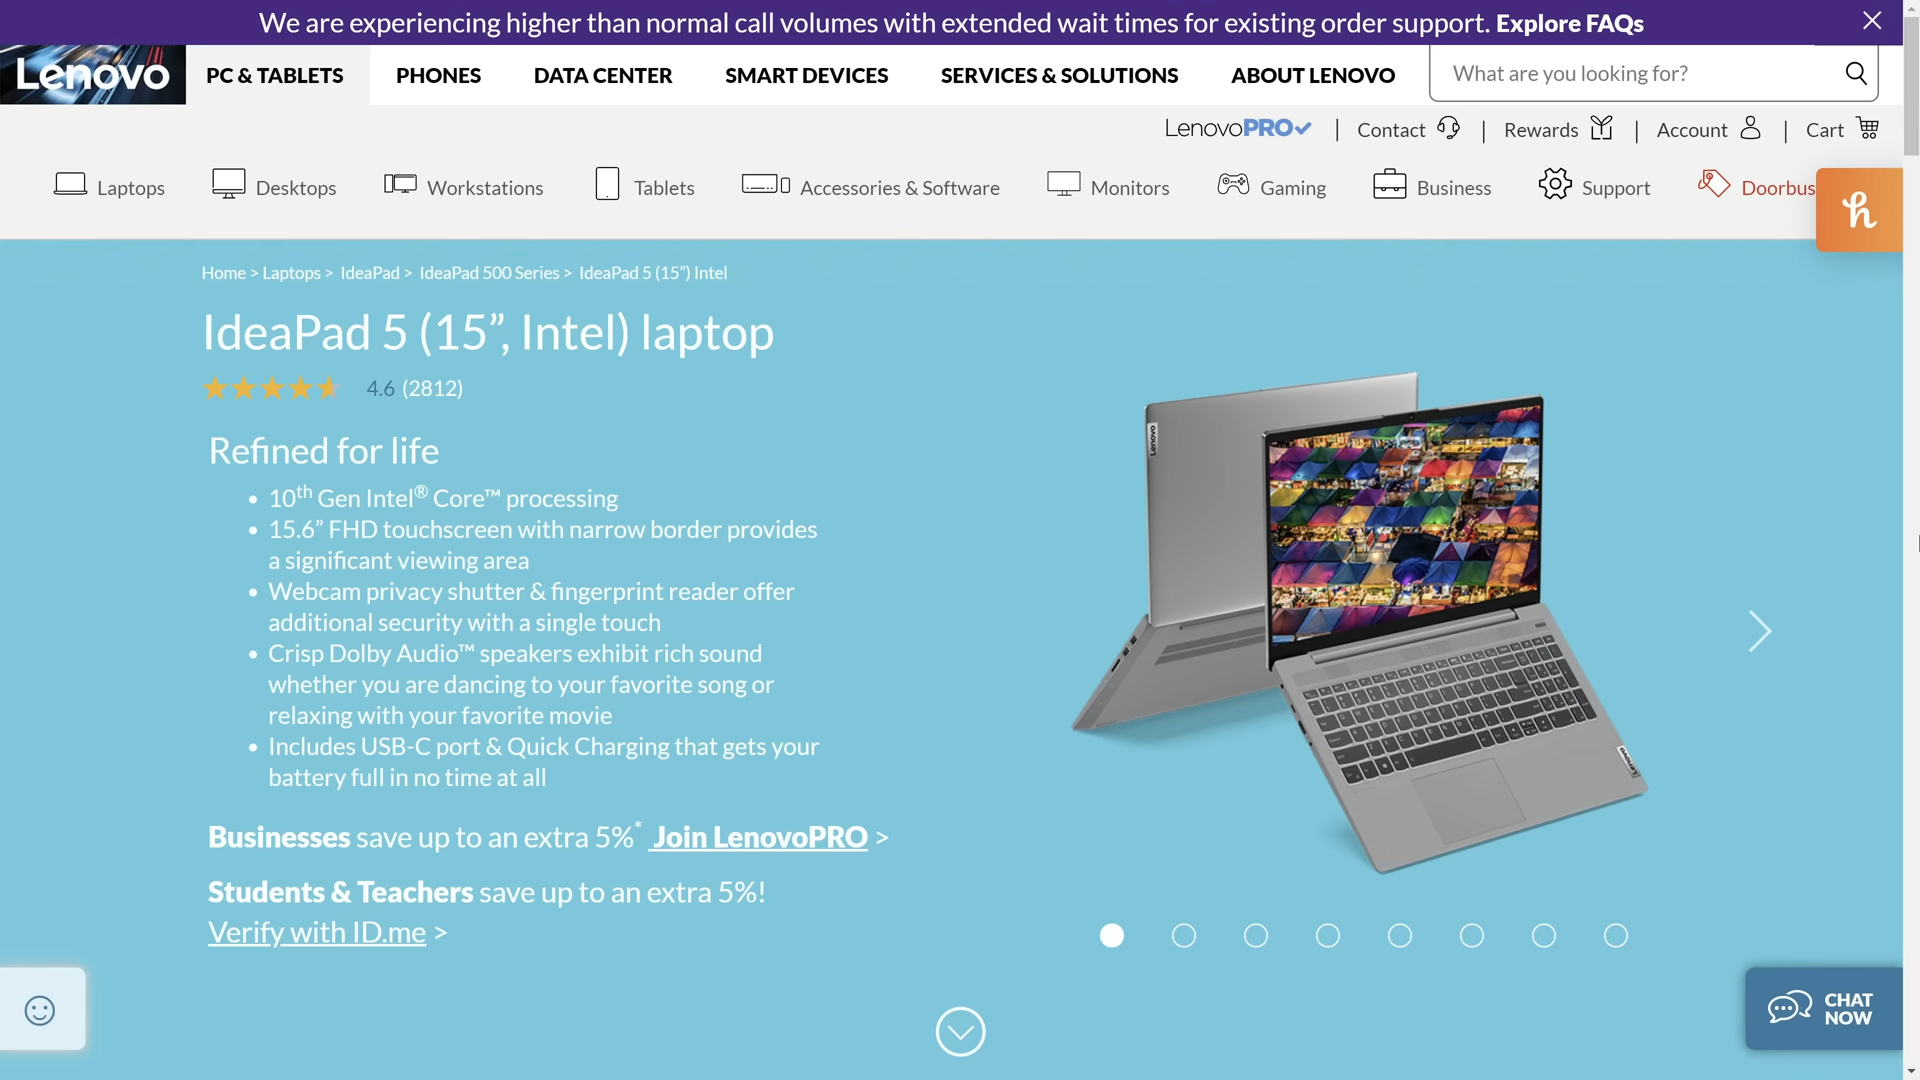 We are experiencing higher than normal call volumes with extended wait times for existing order support. Explore FAQs
Lenovo
PC & TABLETS
PHONES
DATA CENTER
SMART DEVICES
SERVICES & SOLUTIONS
ABOUT LENOVO
What are you looking for?
LenovoPRO
Contact
Rewards
Account
Cart
Laptops
Desktops
Workstations
Tablets
Accessories & Software
Monitors
Gaming
Business
Support
Doorbus
h
Home > Laptops > IdeaPad > IdeaPad 500 Series > IdeaPad 5 (15") Intel
IdeaPad 5 (15”, Intel) laptop
4.6 (2812)
Refined for life
• 10th Gen Intel® Core™ processing
• 15.6” FHD touchscreen with narrow border provides
a significant viewing area
• Webcam privacy shutter & fingerprint reader offer
additional security with a single touch
• Crisp Dolby Audio™ speakers exhibit rich sound
whether you are dancing to your favorite song or
relaxing with your favorite movie
• Includes USB-C port & Quick Charging that gets your
battery full in no time at all
Businesses save up to an extra 5%* Join LenovoPRO >
Students & Teachers save up to an extra 5%!
Verify with ID.me >
Lenovo
Lenovo
CHAT
NOW